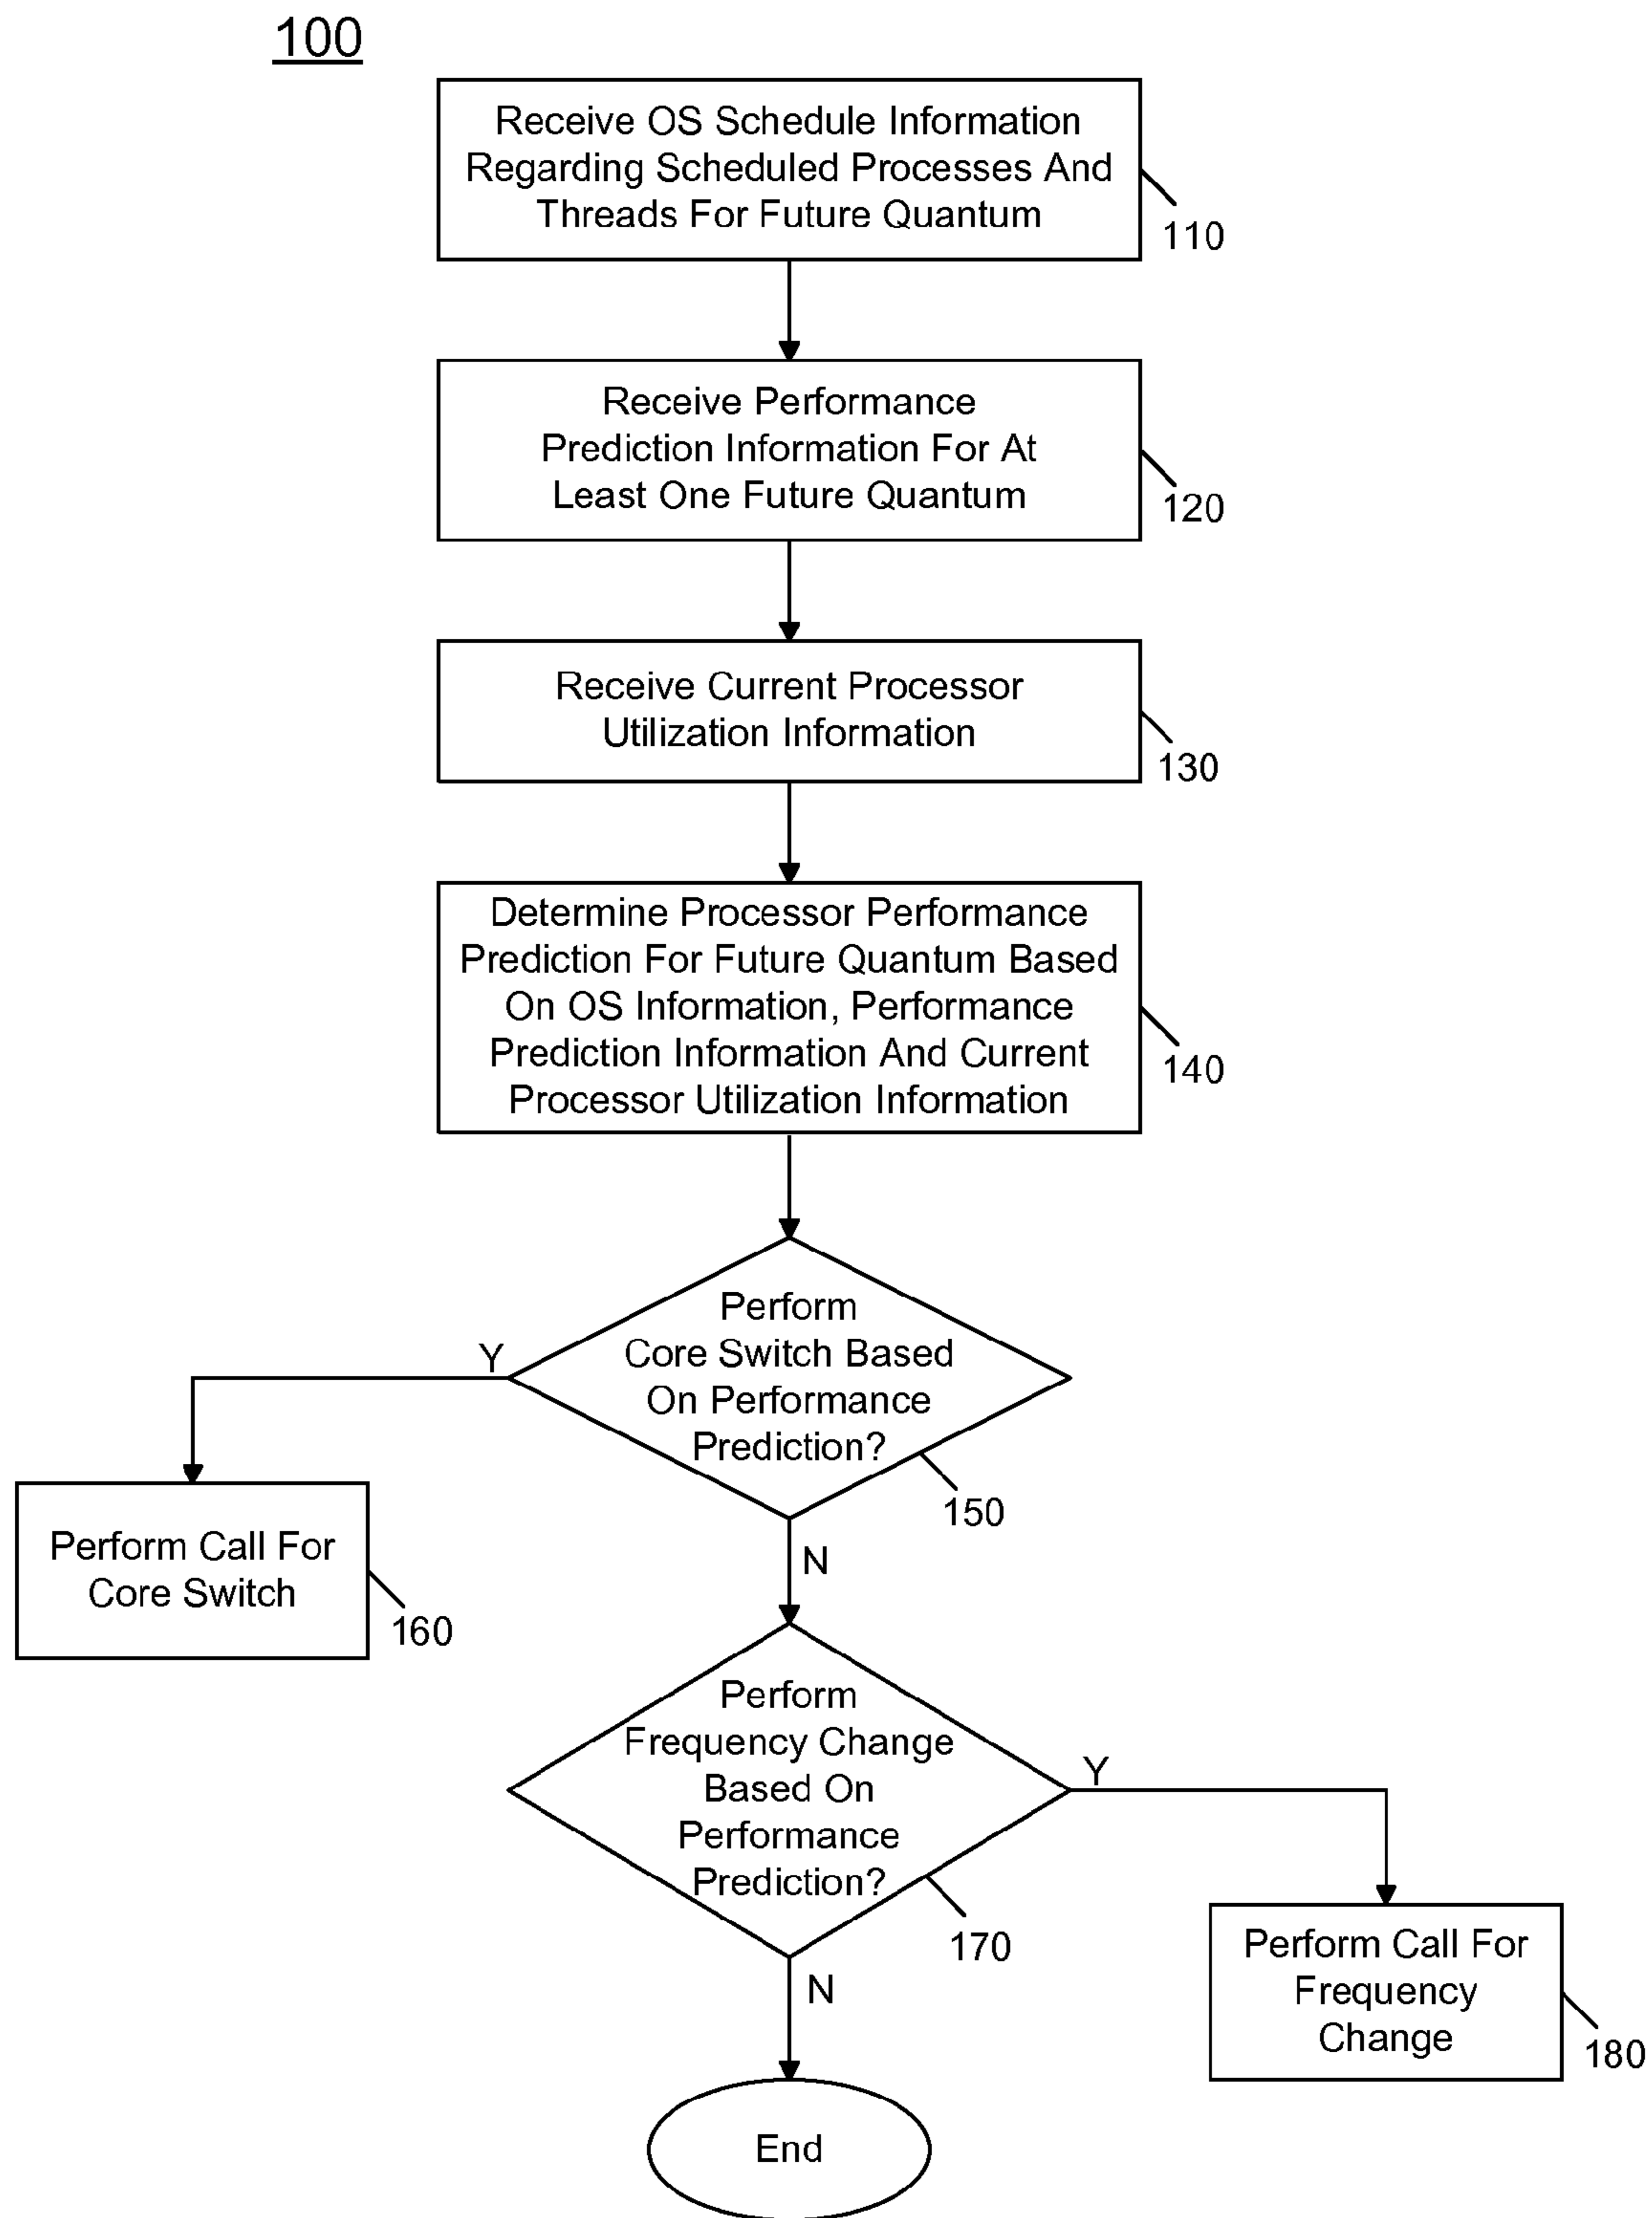 100
Receive OS Schedule Information
Regarding Scheduled Processes And
Threads For Future Quantum
110
Receive Performance
Prediction Information For At
Least One Future Quantum
120
Receive Current Processor
Utilization Information
130
Determine Processor Performance
Prediction For Future Quantum Based
On OS Information, Performance
Prediction Information And Current
Processor Utilization Information
140
Perform
Core Switch Based
On Performance
Prediction?
150
Y
Perform Call For
Core Switch
160
N
Perform
Frequency Change
Based On
Performance
Prediction?
170
Y
Perform Call For
Frequency
Change
180
N
End